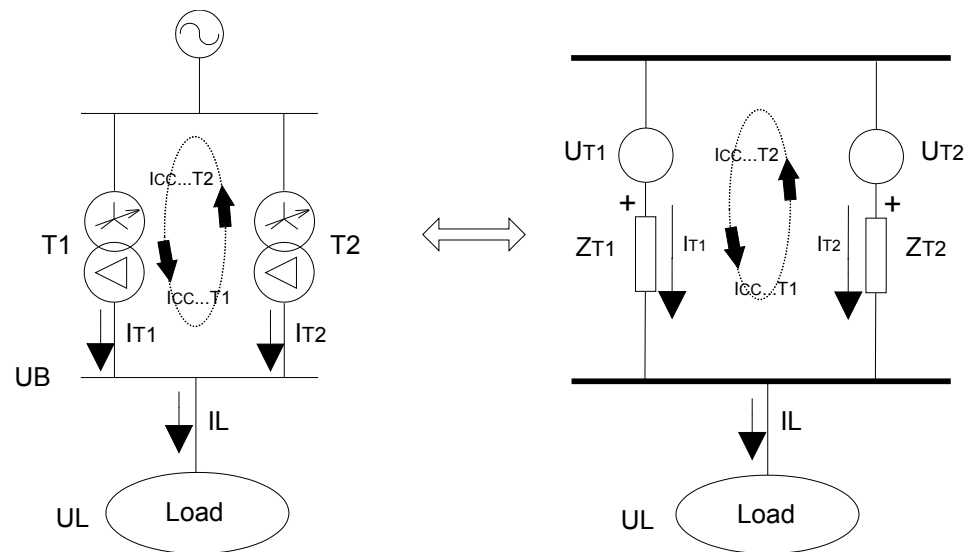 ICC...T2
T1
T2
ICC...T1
IT1
IT2
UB
IL
UL
Load
UT1
ICC...T2
UT2
+
+
ZT1
IT1
IT2
ZT2
ICC...T1
IL
UL
Load